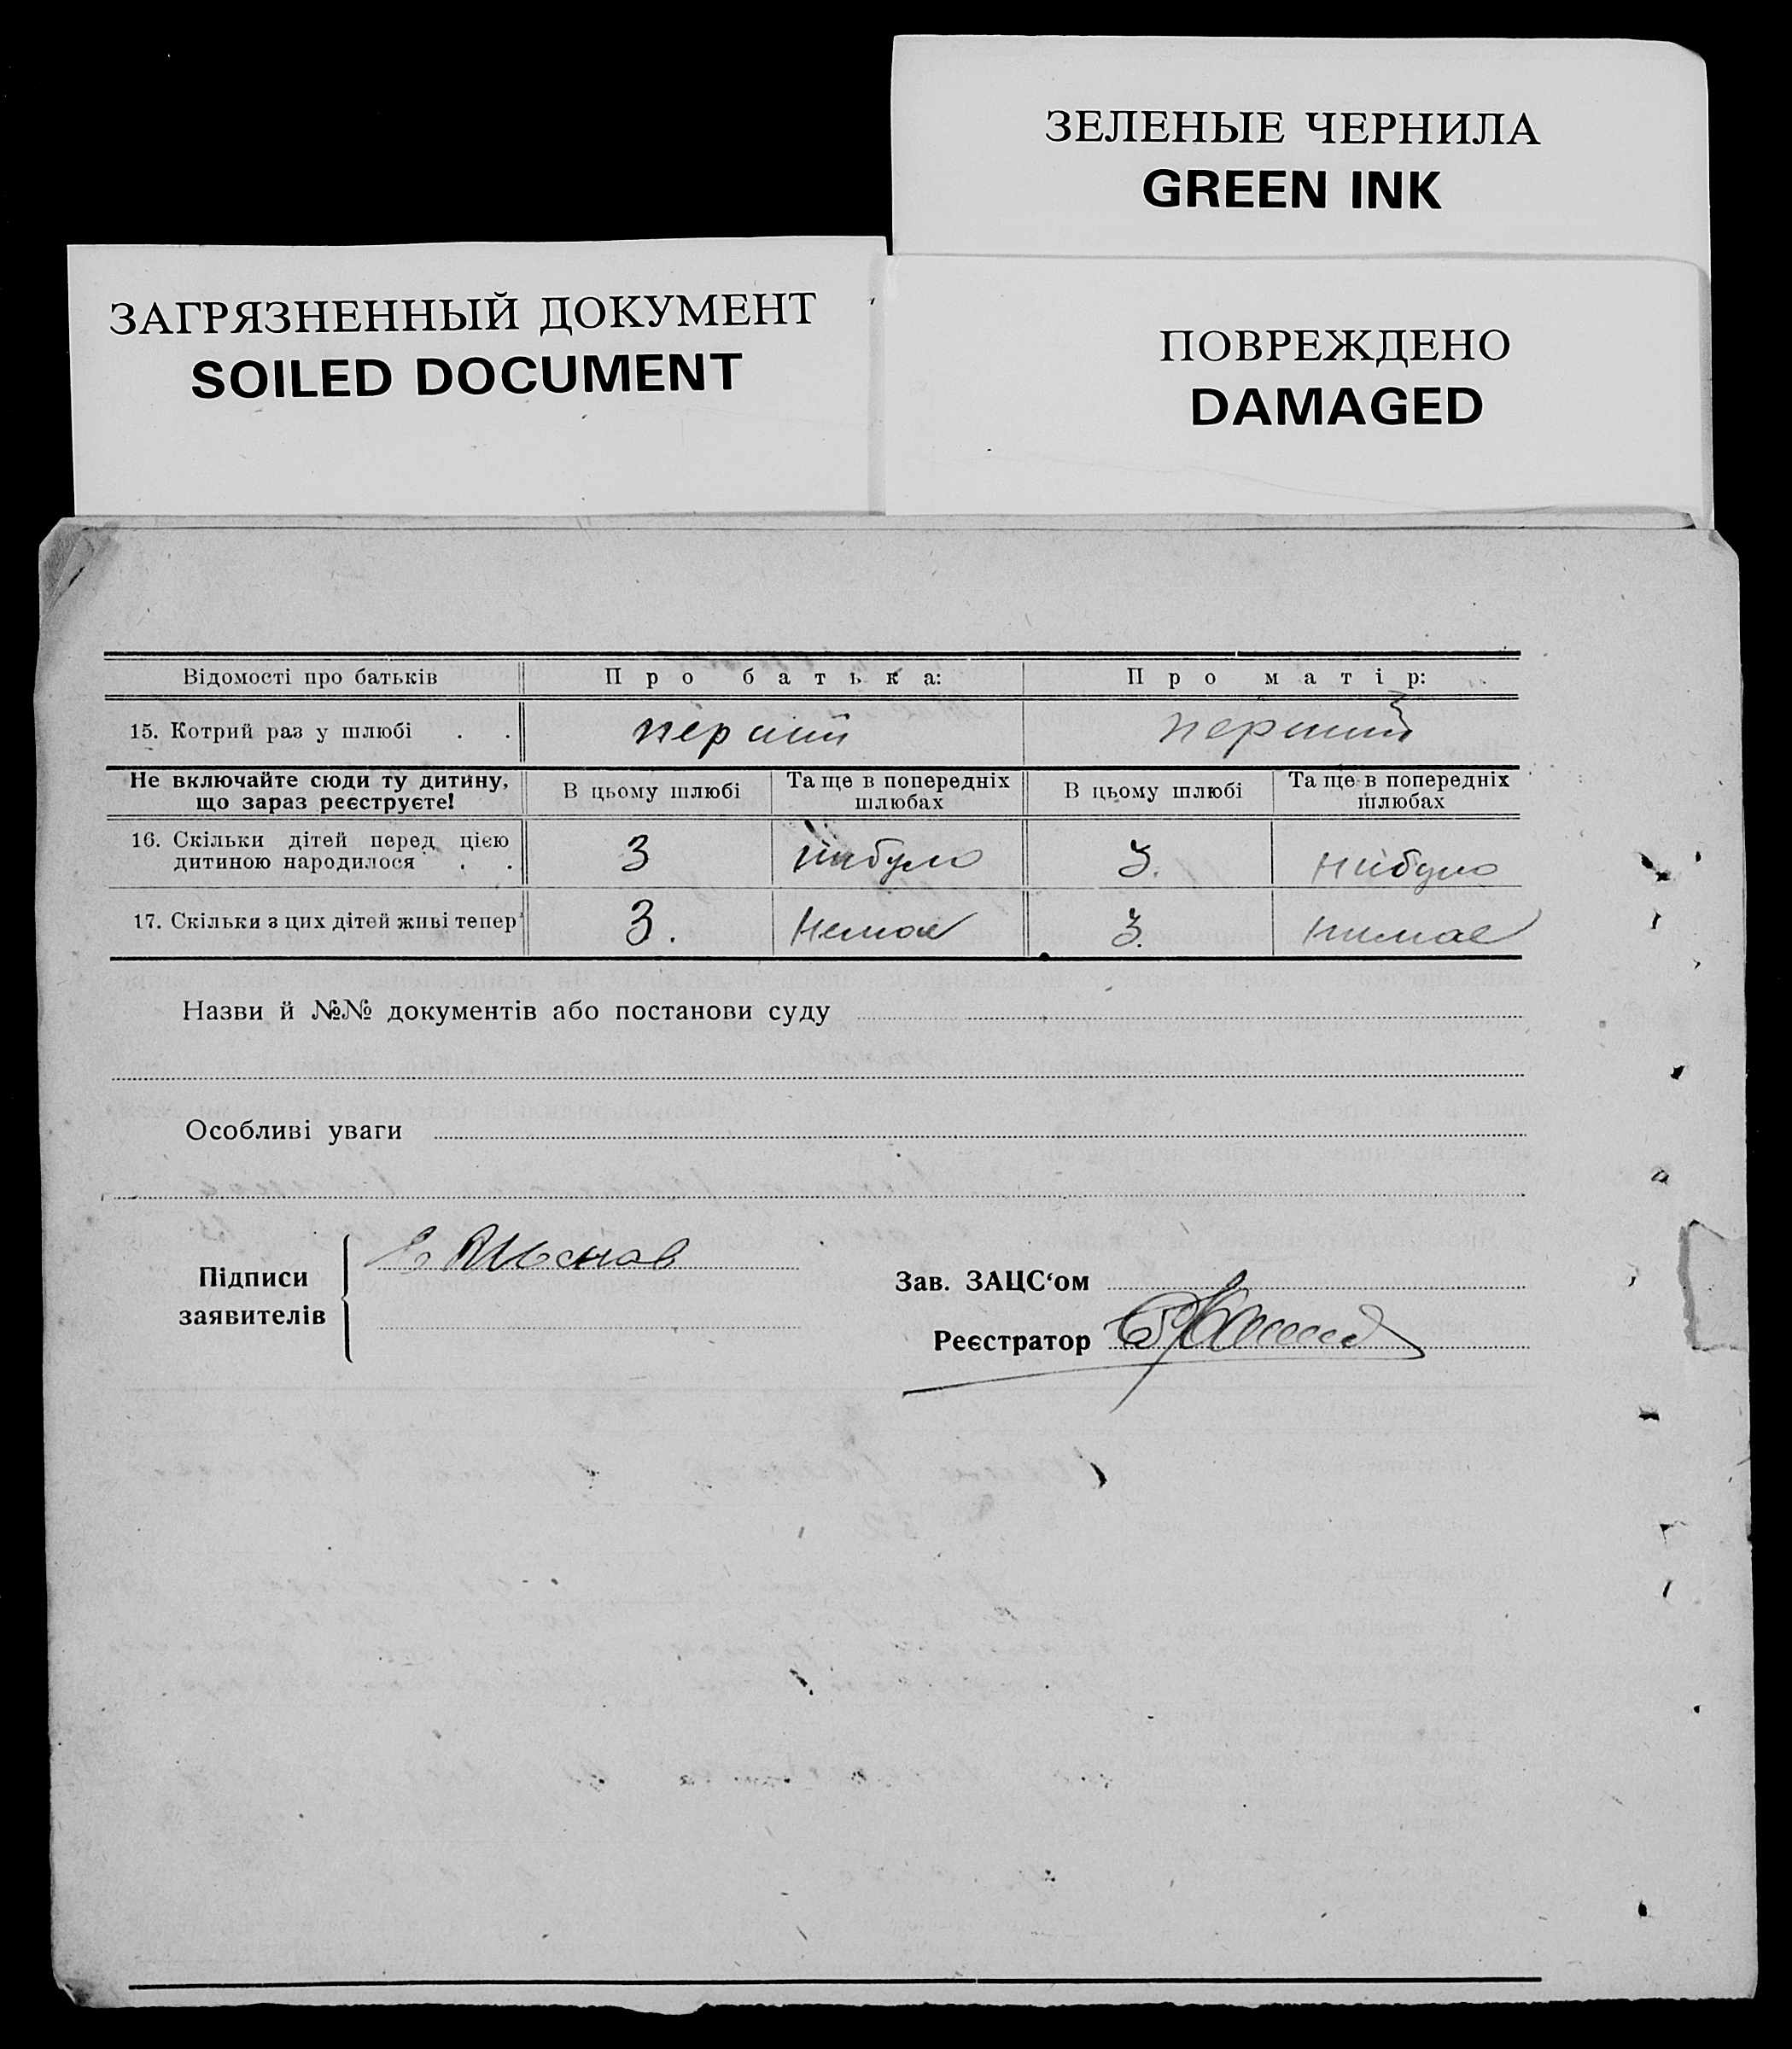 ЗЕЛЕНЫЕ ЧЕРНИЛА
GREEN INK
ЗАГРЯЗНЕННЫЙ ДОКУМЕНТ
SOILED DOCUMENT
ПОВРЕЖДЕНО
DAMAGED
Відомості про батьків Про батька: Про матір:
15. Котрий раз у шлюбі . . перший перший
Не включайте сюди ту дитину, що зараз реєструєте! В цьому шлюбі Та ще в попередніх шлюбах В цьому шлюбі Та ще в попередніх шлюбах
16. Скільки дітей перед цією
дитиною народилося . . 3 нибуло 3. нибуло
17. Скільки з цих дітей живі тепер 3. немає 3. нимає
Назви й №№ документів або постанови суду
Особливі уваги
Підписи
заявителів
Зав. ЗАЦС‘ом
Реєстратор